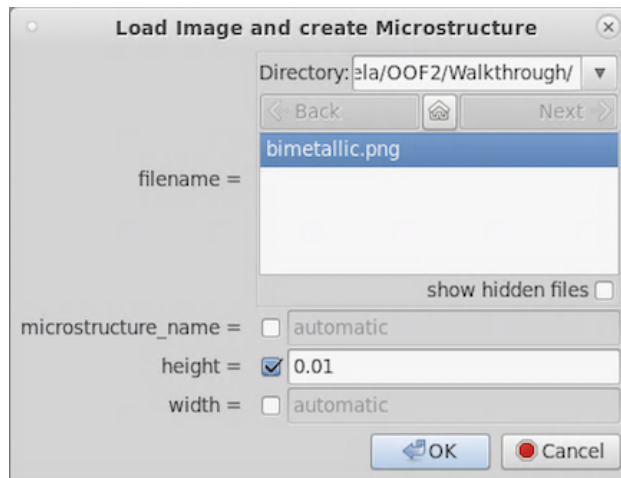 Load Image and create Microstructure
Directory: ela/OOF2/Walkthrough/
Back Next
bimetallic.png
filename =
show hidden files
microstructure_name = automatic
height = 0.01
width = automatic
OK Cancel